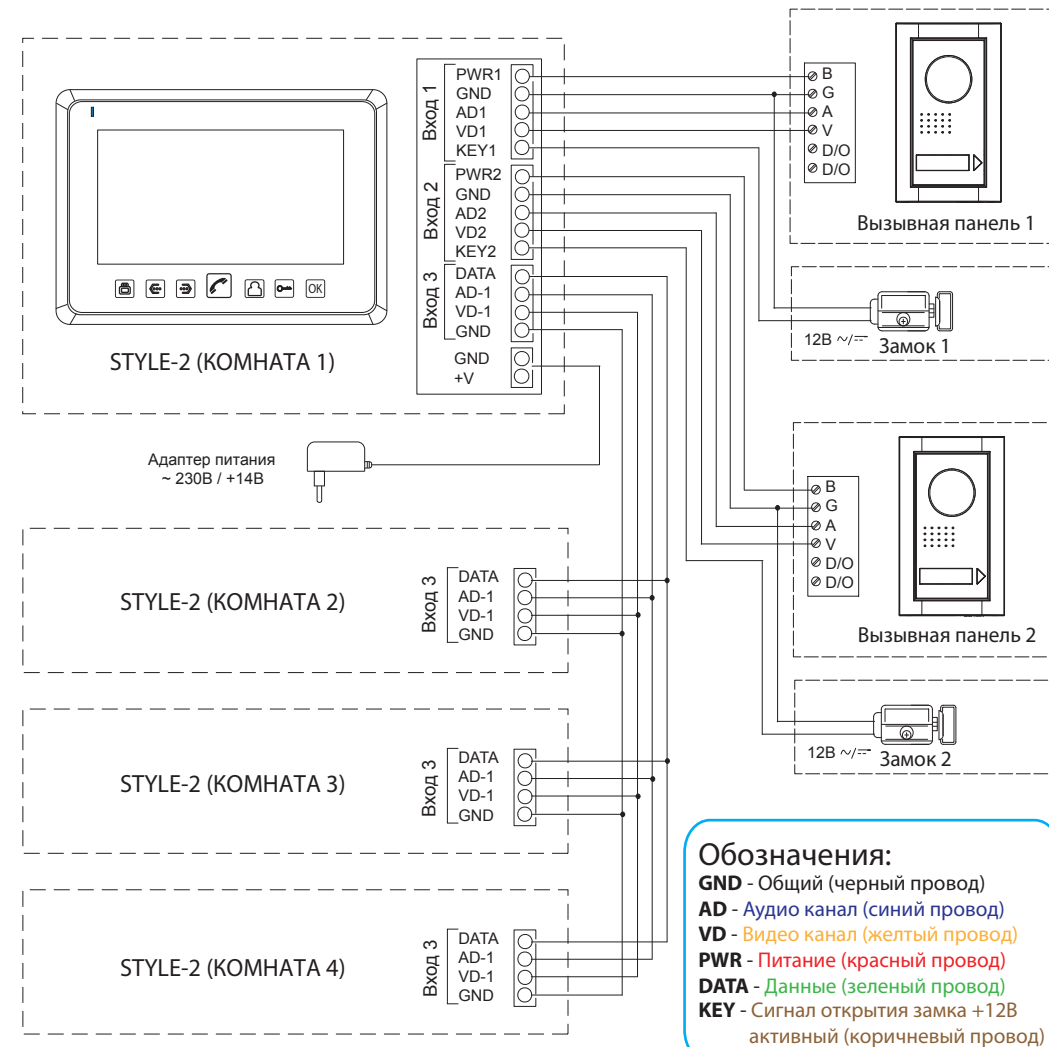 PWR1
GND
AD1
VD1
KEY1
Вход 1
PWR2
GND
AD2
VD2
KEY2
Вход 2
DATA
AD-1
VD-1
GND
Вход 3
GND
+V
OK
STYLE-2 (КОМНАТА 1)
B
G
A
V
D/O
D/O
Вызывная панель 1
12В ~/⎓
Замок 1
Адаптер питания
~ 230В / +14В
B
G
A
V
D/O
D/O
Вызывная панель 2
12В ~/⎓
Замок 2
STYLE-2 (КОМНАТА 2)
Вход 3
DATA
AD-1
VD-1
GND
STYLE-2 (КОМНАТА 3)
Вход 3
DATA
AD-1
VD-1
GND
STYLE-2 (КОМНАТА 4)
Вход 3
DATA
AD-1
VD-1
GND
Обозначения:
GND - Общий (черный провод)
AD - Аудио канал (синий провод)
VD - Видео канал (желтый провод)
PWR - Питание (красный провод)
DATA - Данные (зеленый провод)
KEY - Сигнал открытия замка +12В
активный (коричневый провод)